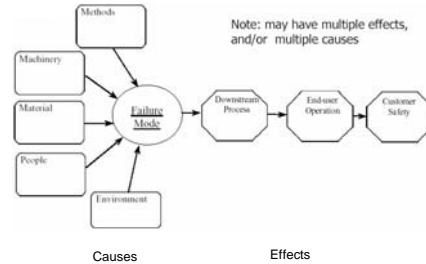 Methods
Note: may have multiple effects,
and/or multiple causes
Machinery
Material
People
Environment
Failure
Mode
Downstream
Process
End-user
Operation
Customer
Safety
Causes
Effects